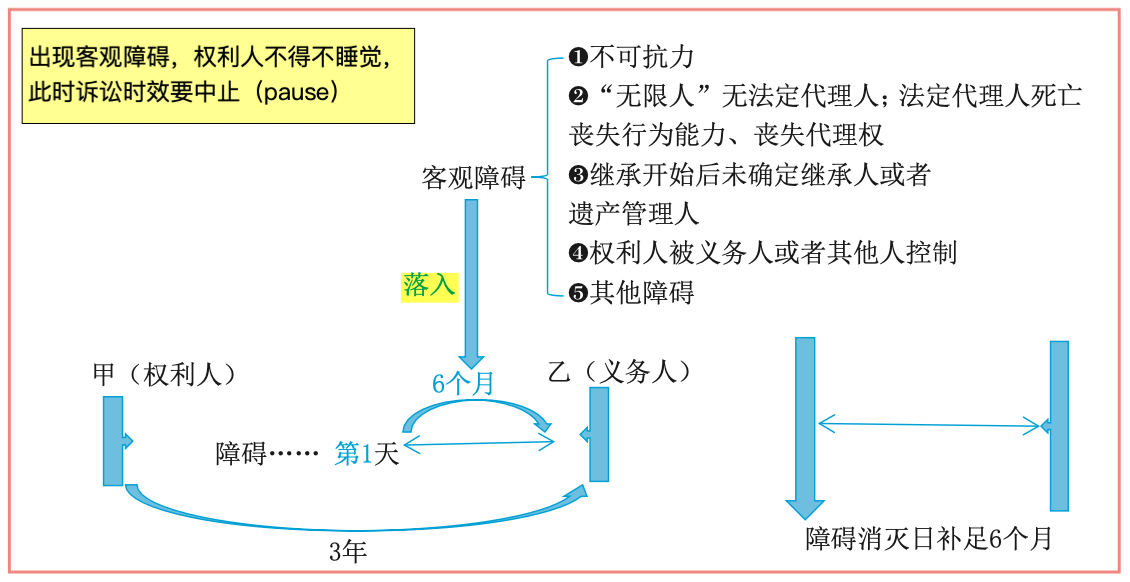 出现客观障碍，权利人不得不睡觉，
此时诉讼时效要中止（pause）
❶不可抗力
❷“无限人”无法定代理人；法定代理人死亡
丧失行为能力、丧失代理权
客观障碍
❸继承开始后未确定继承人或者
遗产管理人
❹权利人被义务人或者其他人控制
落入
❺其他障碍
甲（权利人）
6个月
乙（义务人）
障碍…… 第1天
3年
障碍消灭日补足6个月